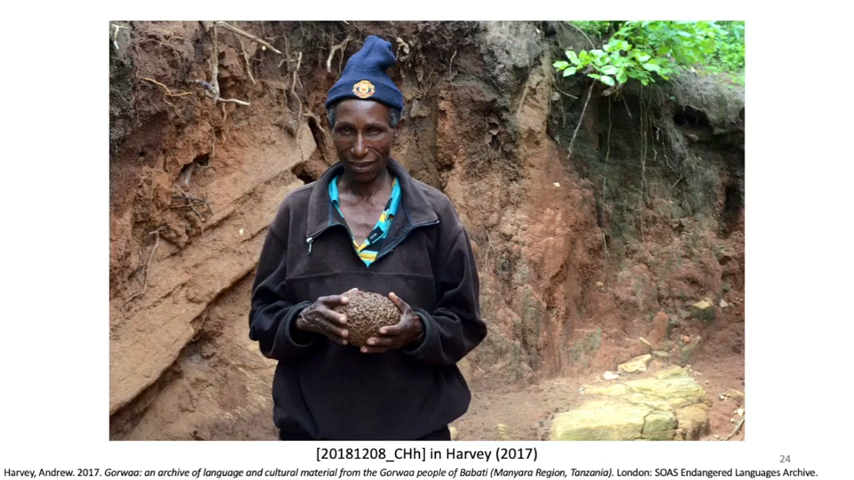 [20181208_CHh] in Harvey (2017)
24
Harvey, Andrew. 2017. Gorwaa: an archive of language and cultural material from the Gorwaa people of Babati (Manyara Region, Tanzania). London: SOAS Endangered Languages Archive.